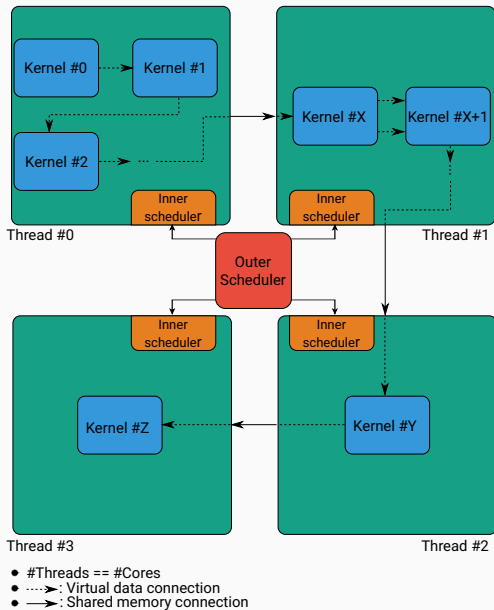 Kernel #0
Kernel #1
Kernel #2
...
Inner
scheduler
Thread #0
Kernel #X
Kernel #X+1
Inner
scheduler
Thread #1
Outer
Scheduler
Inner
scheduler
Kernel #Z
Thread #3
Inner
scheduler
Kernel #Y
Thread #2
#Threads == #Cores
: Virtual data connection
: Shared memory connection